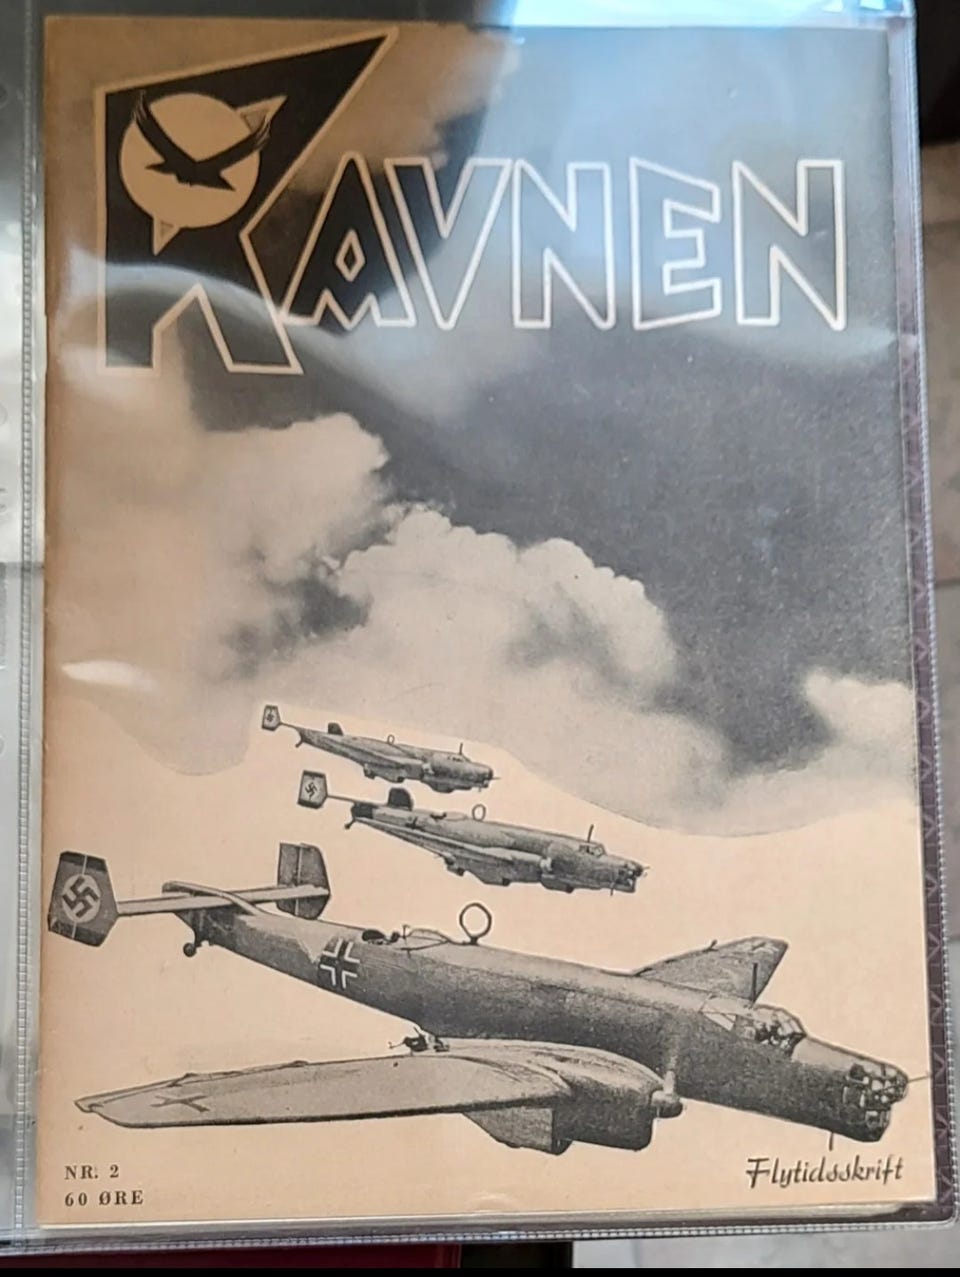 RAVNEN
NR. 2
60 ØRE
Flytidsskrift